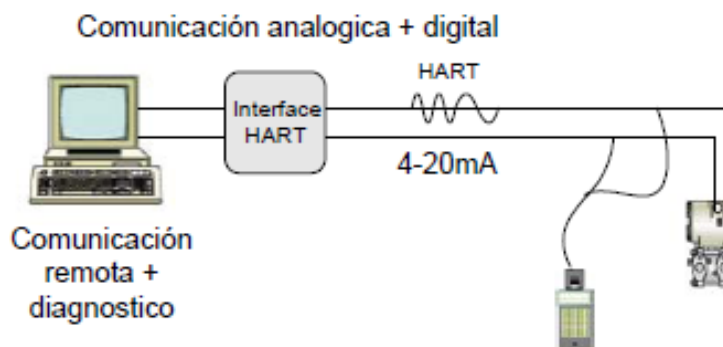 Comunicación analogica + digital
HART
Interface
HART
4-20mA
Comunicación
remota +
diagnostico